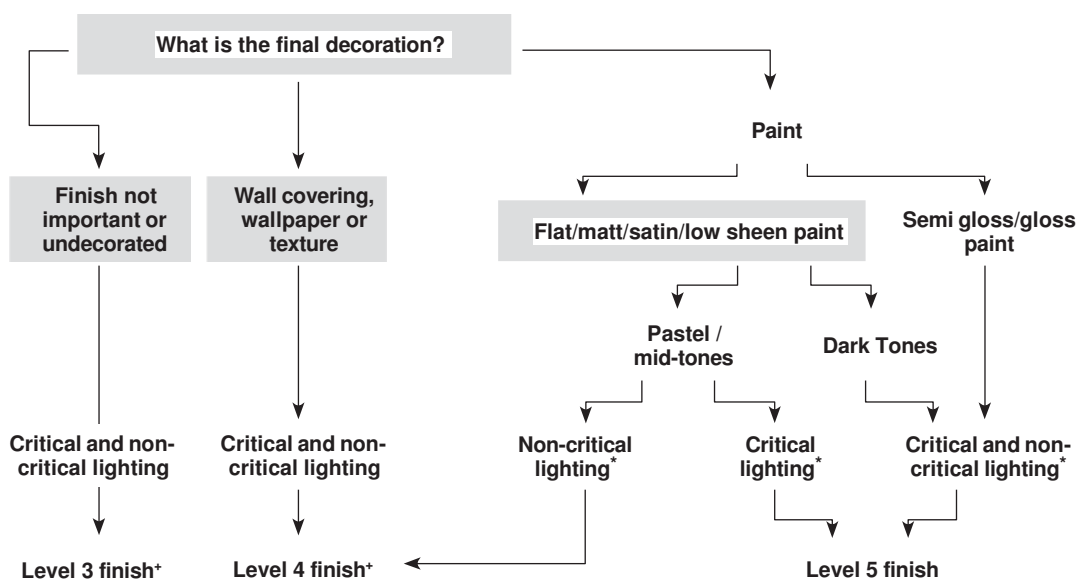 What is the final decoration?
Paint
Finish not
important or
undecorated
Wall covering,
wallpaper or
texture
Flat/matt/satin/low sheen paint
Semi gloss/gloss
paint
Pastel /
mid-tones
Dark Tones
Critical and non-
critical lighting
Critical and non-
critical lighting
Non-critical
lighting*
Critical
lighting*
Critical and non-
critical lighting*
Level 3 finish+
Level 4 finish+
Level 5 finish